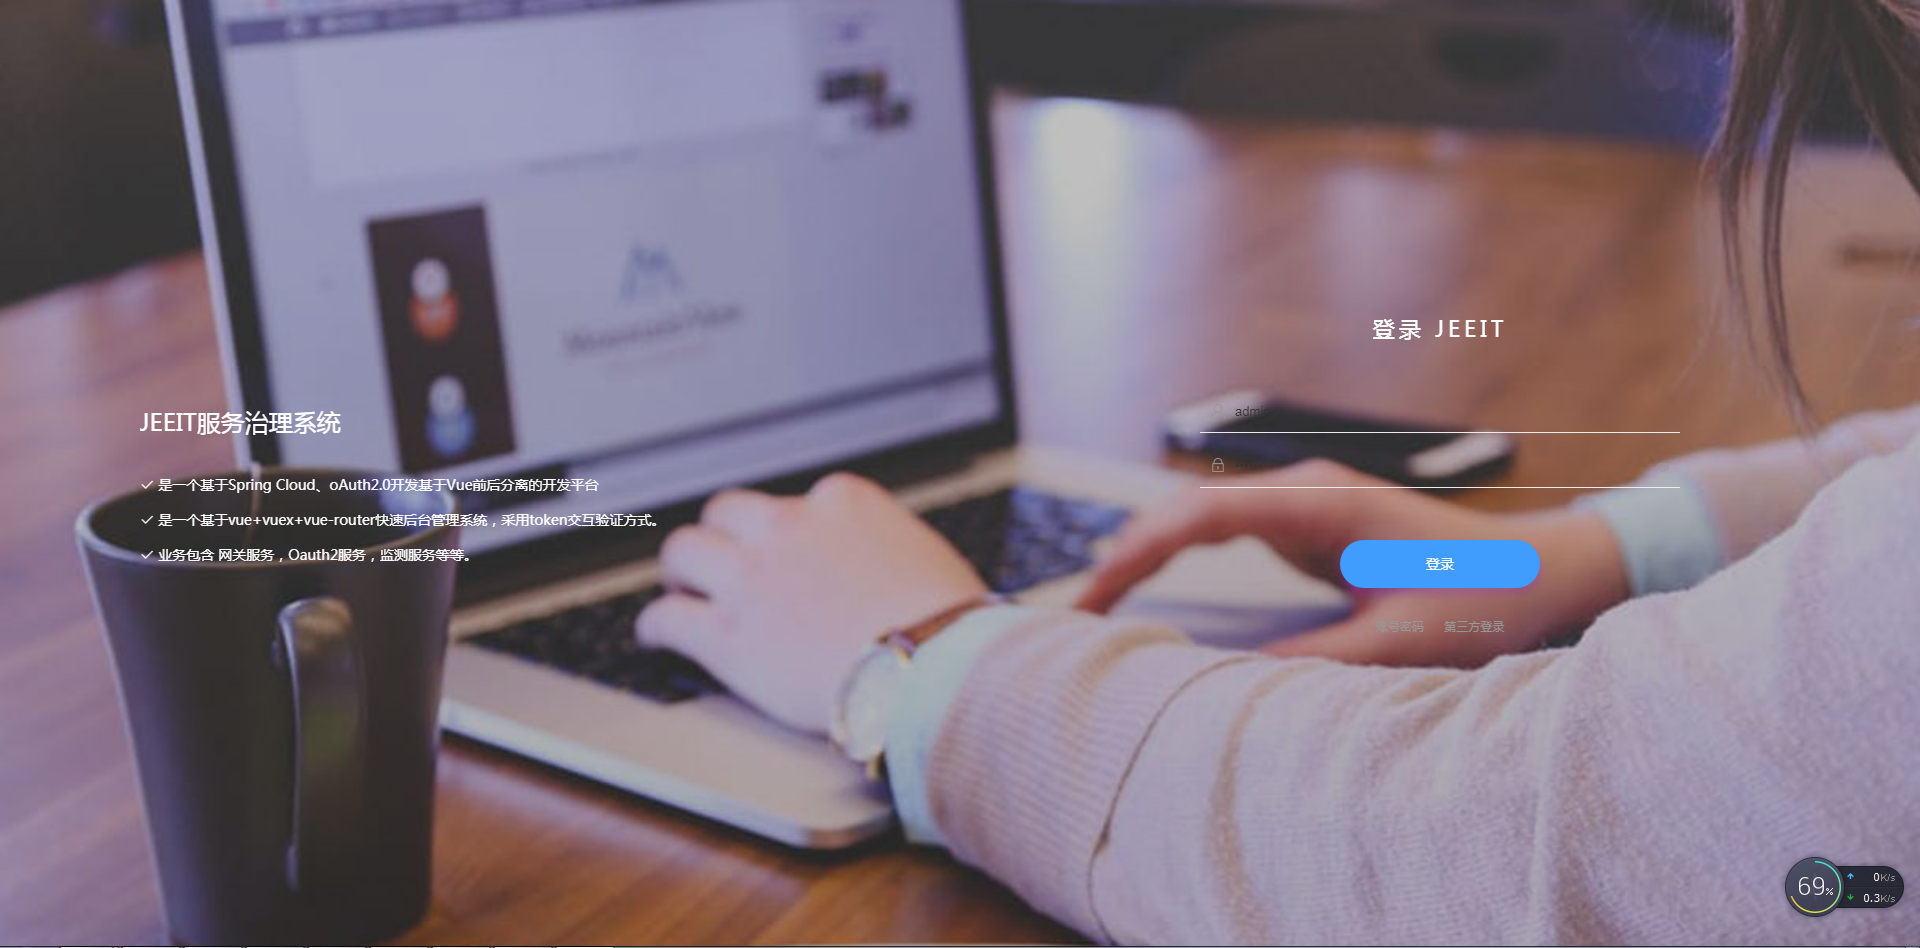 登录 JEEIT
admin
JEEIT服务治理系统
是一个基于Spring Cloud、oAuth2.0开发基于Vue前后分离的开发平台
是一个基于vue+vuex+vue-router快速后台管理系统，采用token交互验证方式。
业务包含 网关服务，Oauth2服务，监测服务等等。
登录
账号密码 第三方登录
69%
0K/s
0.3K/s